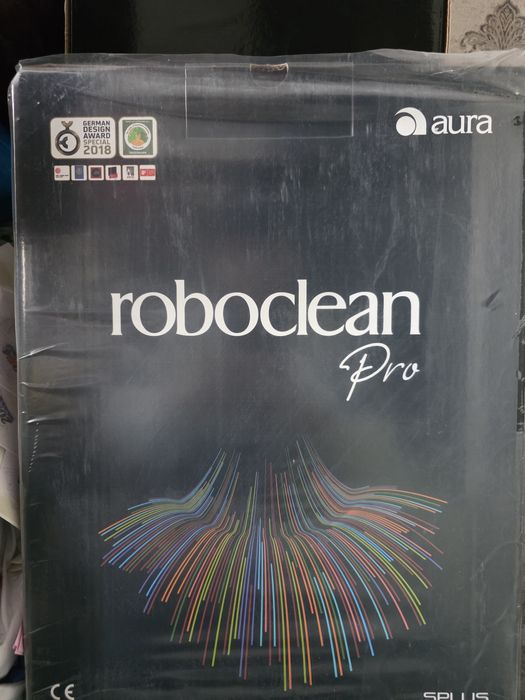 GERMAN
DESIGN
AWARD
SPECIAL
2018
aura
roboclean
Pro
CE
SPLUS